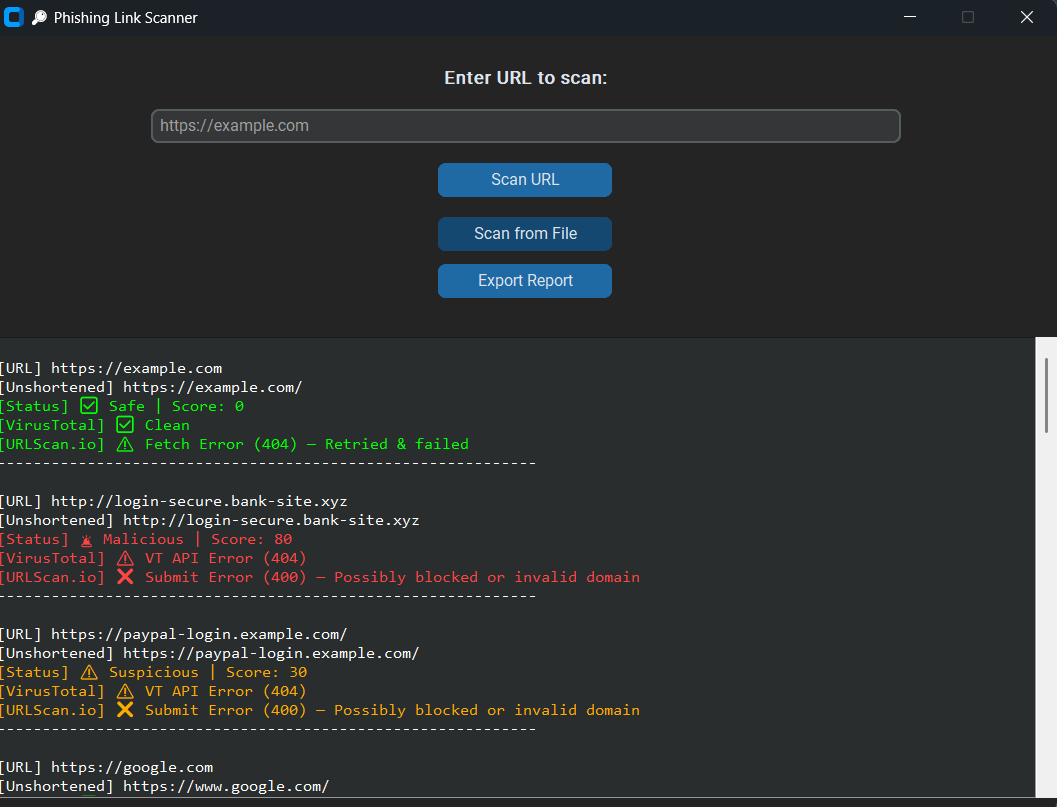 🔎 Phishing Link Scanner
Enter URL to scan:
https://example.com
Scan URL
Scan from File
Export Report
[URL] https://example.com
[Unshortened] https://example.com/
[Status] ✅ Safe | Score: 0
[VirusTotal] ✅ Clean
[URLScan.io] ⚠ Fetch Error (404) — Retried & failed
------------------------------------------------------------
[URL] http://login-secure.bank-site.xyz
[Unshortened] http://login-secure.bank-site.xyz
[Status] 🚨 Malicious | Score: 80
[VirusTotal] ⚠ VT API Error (404)
[URLScan.io] ❌ Submit Error (400) — Possibly blocked or invalid domain
------------------------------------------------------------
[URL] https://paypal-login.example.com/
[Unshortened] https://paypal-login.example.com/
[Status] ⚠ Suspicious | Score: 30
[VirusTotal] ⚠ VT API Error (404)
[URLScan.io] ❌ Submit Error (400) — Possibly blocked or invalid domain
------------------------------------------------------------
[URL] https://google.com
[Unshortened] https://www.google.com/